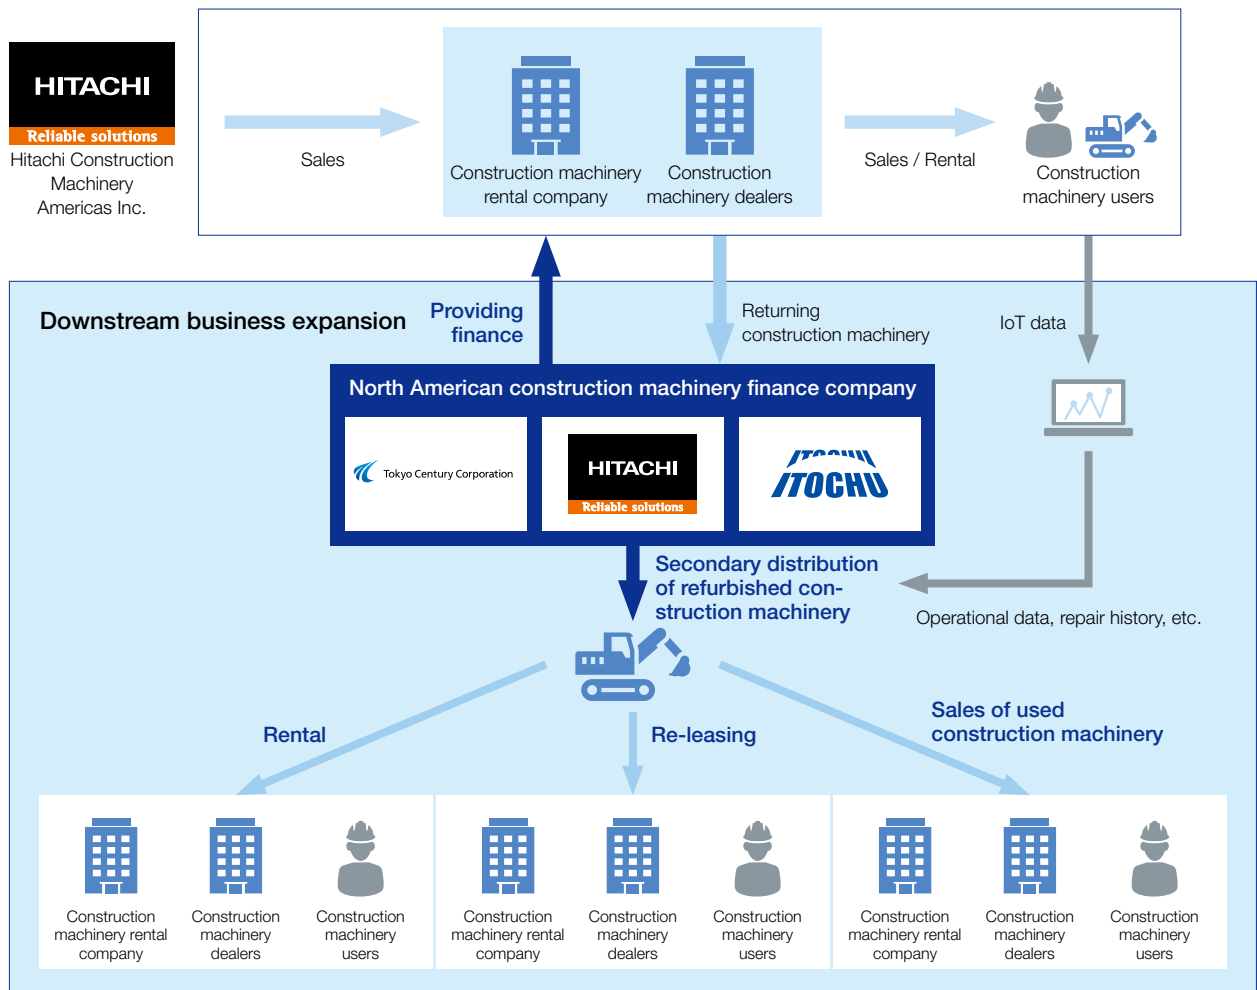 HITACHI
Reliable solutions
Hitachi Construction
Machinery
Americas Inc.
Sales
Construction machinery
rental company
Construction
machinery dealers
Sales / Rental
Construction
machinery users
Downstream business expansion
Providing
finance
Returning
construction machinery
IoT data
North American construction machinery finance company
Tokyo Century Corporation
HITACHI
Reliable solutions
ITOCHU
ITOCHU
Secondary distribution
of refurbished con-
struction machinery
Operational data, repair history, etc.
Rental
Re-leasing
Sales of used
construction machinery
Construction
machinery rental
company
Construction
machinery
dealers
Construction
machinery
users
Construction
machinery rental
company
Construction
machinery
dealers
Construction
machinery
users
Construction
machinery rental
company
Construction
machinery
dealers
Construction
machinery
users